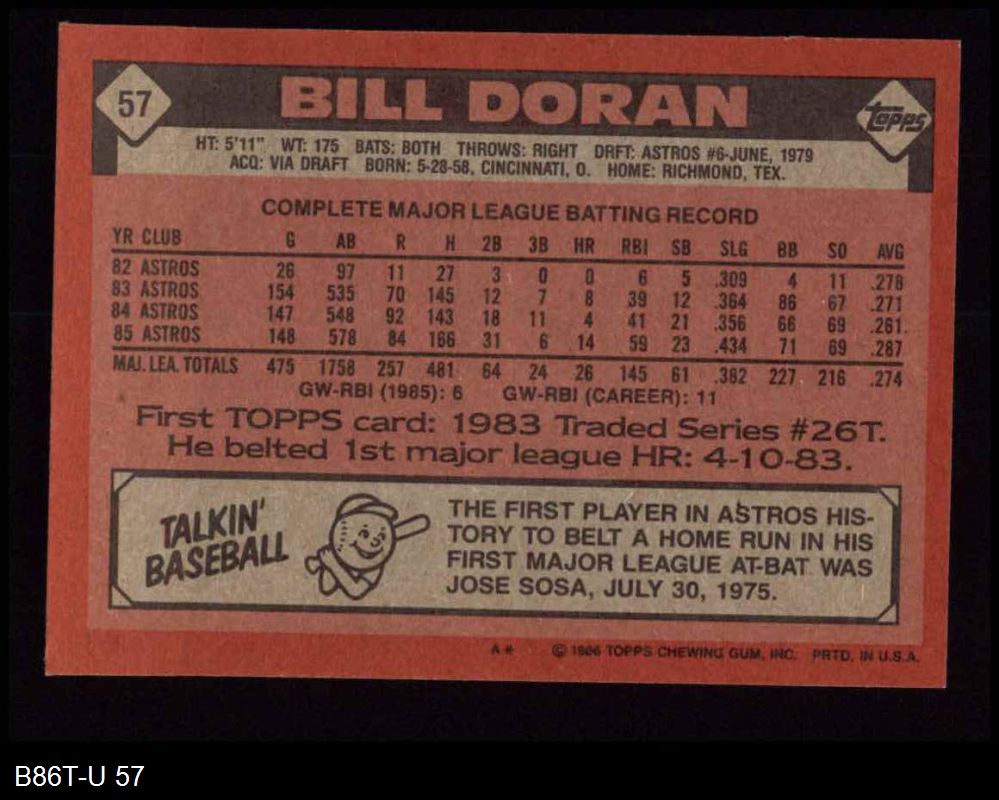 57
BILL DORAN
TOPPS
HT: 5'11" WT: 175 BATS: BOTH THROWS: RIGHT DRFT: ASTROS #6-JUNE, 1979
ACQ: VIA DRAFT BORN: 5-28-58, CINCINNATI, O. HOME: RICHMOND, TEX.
COMPLETE MAJOR LEAGUE BATTING RECORD
YR CLUB G AB R H 2B 3B HR RBI SB SLG BB SO AVG
82 ASTROS 26 97 11 27 3 0 0 6 5 .309 4 11 .278
83 ASTROS 154 535 70 145 12 7 8 39 12 .364 86 67 .271
84 ASTROS 147 548 92 143 18 11 4 41 21 .356 66 69 .261
85 ASTROS 148 578 84 166 31 6 14 59 23 .434 71 69 .287
MAJ. LEA. TOTALS 475 1758 257 481 64 24 26 145 61 .382 227 216 .274
GW-RBI (1985): 6 GW-RBI (CAREER): 11
First TOPPS card: 1983 Traded Series #26T.
He belted 1st major league HR: 4-10-83.
TALKIN'
BASEBALL
THE FIRST PLAYER IN ASTROS HIS-
TORY TO BELT A HOME RUN IN HIS
FIRST MAJOR LEAGUE AT-BAT WAS
JOSE SOSA, JULY 30, 1975.
A* © 1986 TOPPS CHEWING GUM, INC. PRTD. IN U.S.A.
B86T-U 57